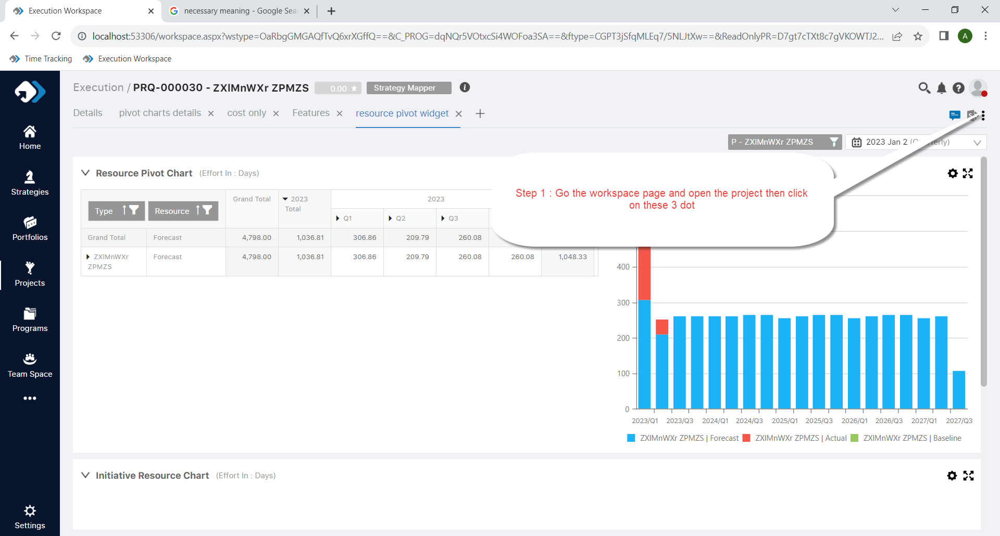 Execution Workspace
necessary meaning - Google Sear
localhost:53306/workspace.aspx?wstype=OaRbgGMGAQfTvQ6xrXGffQ==&C_PROG=dqNQr5VOtxcSi4WOFoa3SA==&ftype=CGPT3jSfqMLEq7/5NLJtXw==&ReadOnlyPR=D7gt7cTXt8c7gVKOWTJ2...
A
Time Tracking
Execution Workspace
Execution / PRQ-000030 - ZXIMnWXr ZPMZS
0.00
Strategy Mapper
Details
pivot charts details
cost only
Features
resource pivot widget
Home
Strategies
Portfolios
Projects
Programs
Team Space
Settings
P - ZXIMnWXr ZPMZS
2023 Jan 2
Resource Pivot Chart (Effort In : Days)
Step 1 : Go the workspace page and open the project then click
on these 3 dot
Type
Resource
Grand Total
2023
Total
2023
Q1
Q2
Q3
Grand Total Forecast 4,798.00 1,036.81 306.86 209.79 260.08
ZXIMnWXr Forecast 4,798.00 1,036.81 306.86 209.79 260.08 260.08 1,048.33
ZPMZS
400
300
200
100
0
2023/Q1 2023/Q3 2024/Q1 2024/Q3 2025/Q1 2025/Q3 2026/Q1 2026/Q3 2027/Q1 2027/Q3
ZXIMnWXr ZPMZS | Forecast ZXIMnWXr ZPMZS | Actual ZXIMnWXr ZPMZS | Baseline
Initiative Resource Chart (Effort In : Days)